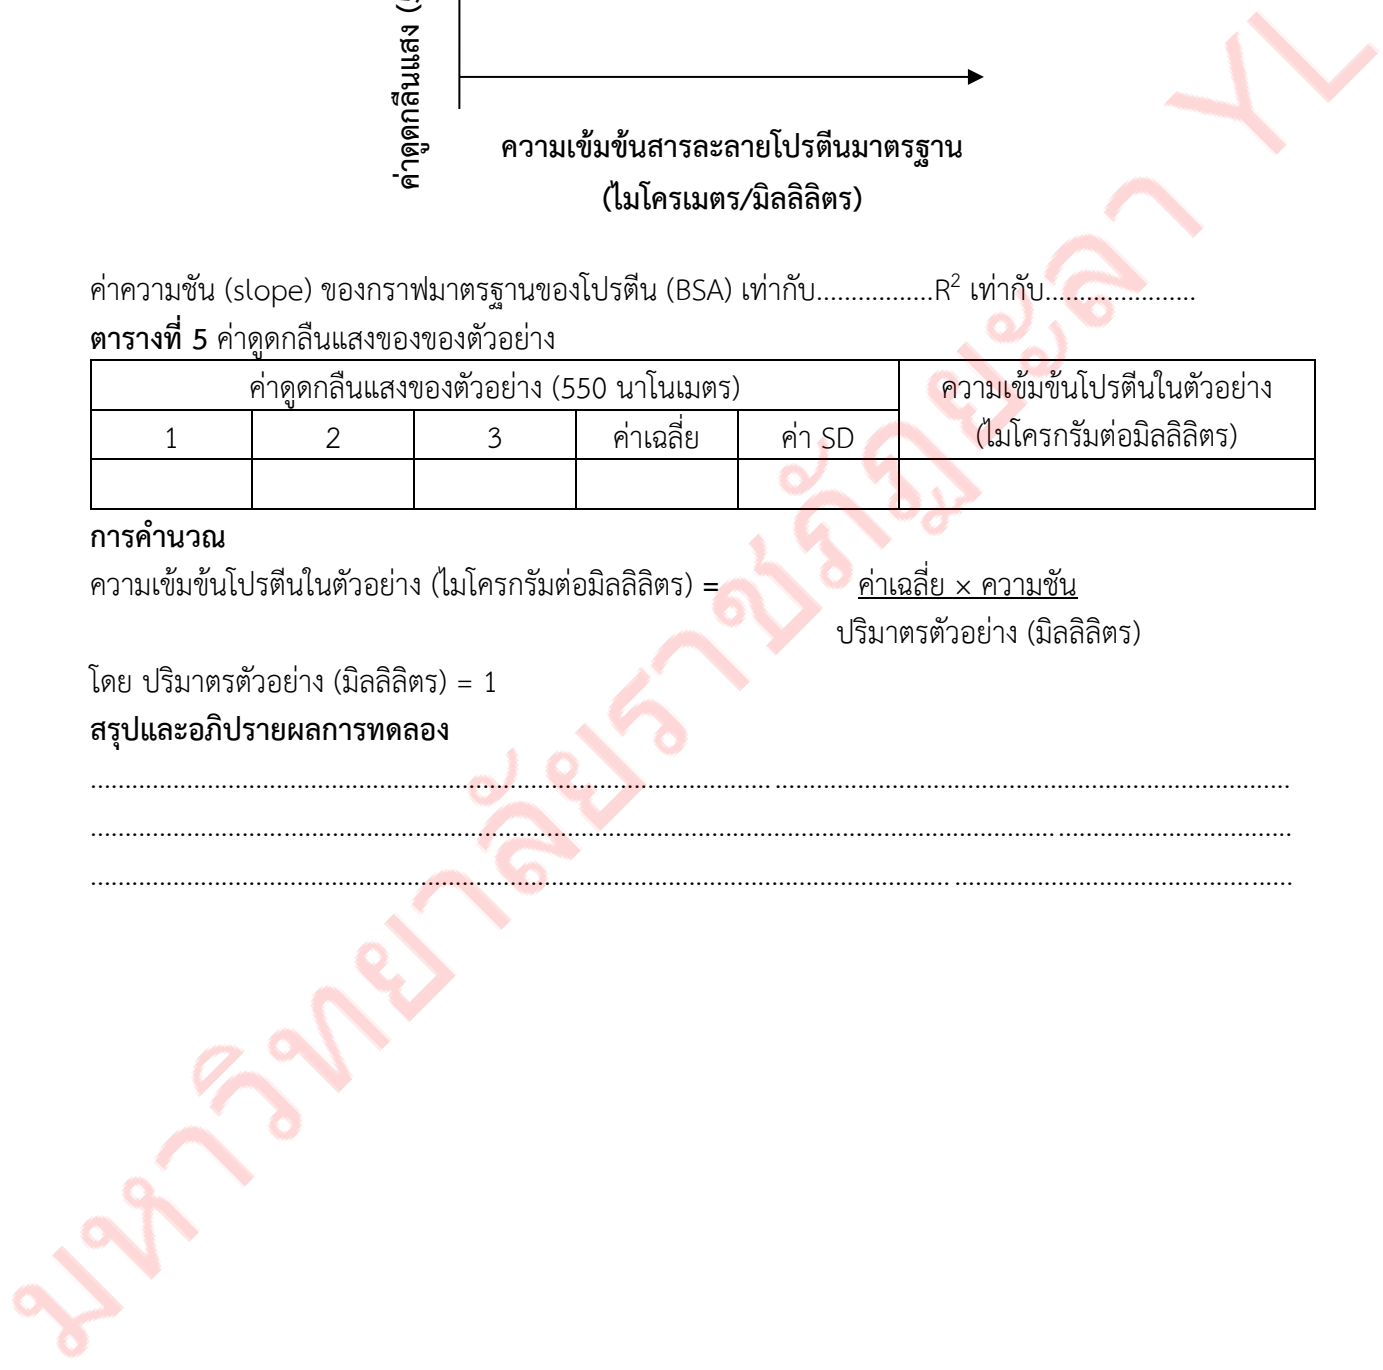 ค่าดูดกลืนแสง (
ความเข้มข้นสารละลายโปรตีนมาตรฐาน
(ไมโครเมตร/มิลลิลิตร)
ค่าความชัน (slope) ของกราฟมาตรฐานของโปรตีน (BSA) เท่ากับ.................R² เท่ากับ......................
ตารางที่ 5 ค่าดูดกลืนแสงของของตัวอย่าง
ค่าดูดกลืนแสงของตัวอย่าง (550 นาโนเมตร) ความเข้มข้นโปรตีนในตัวอย่าง
1 2 3 ค่าเฉลี่ย ค่า SD (ไมโครกรัมต่อมิลลิลิตร)
การคำนวณ
ความเข้มข้นโปรตีนในตัวอย่าง (ไมโครกรัมต่อมิลลิลิตร) = ค่าเฉลี่ย × ความชัน
ปริมาตรตัวอย่าง (มิลลิลิตร)
โดย ปริมาตรตัวอย่าง (มิลลิลิตร) = 1
สรุปและอภิปรายผลการทดลอง
มหาวิทยาลัยราชภัฏยะลา YL